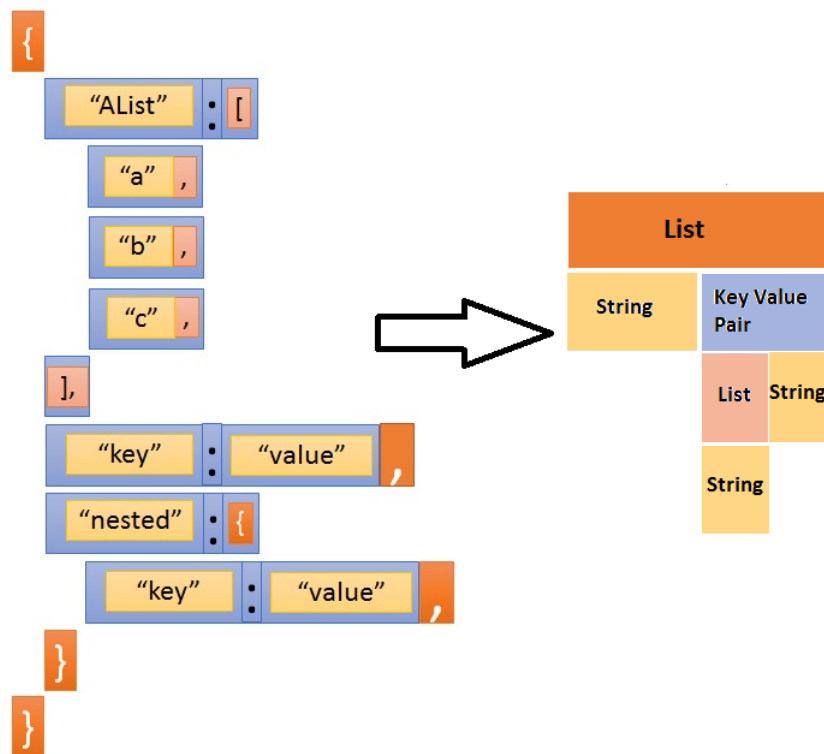 {
“AList” : [
“a” ,
“b” ,
“c” ,
],
“key” : “value” ,
“nested” : {
“key” : “value” ,
}
}
List
String Key Value
Pair
List String
String